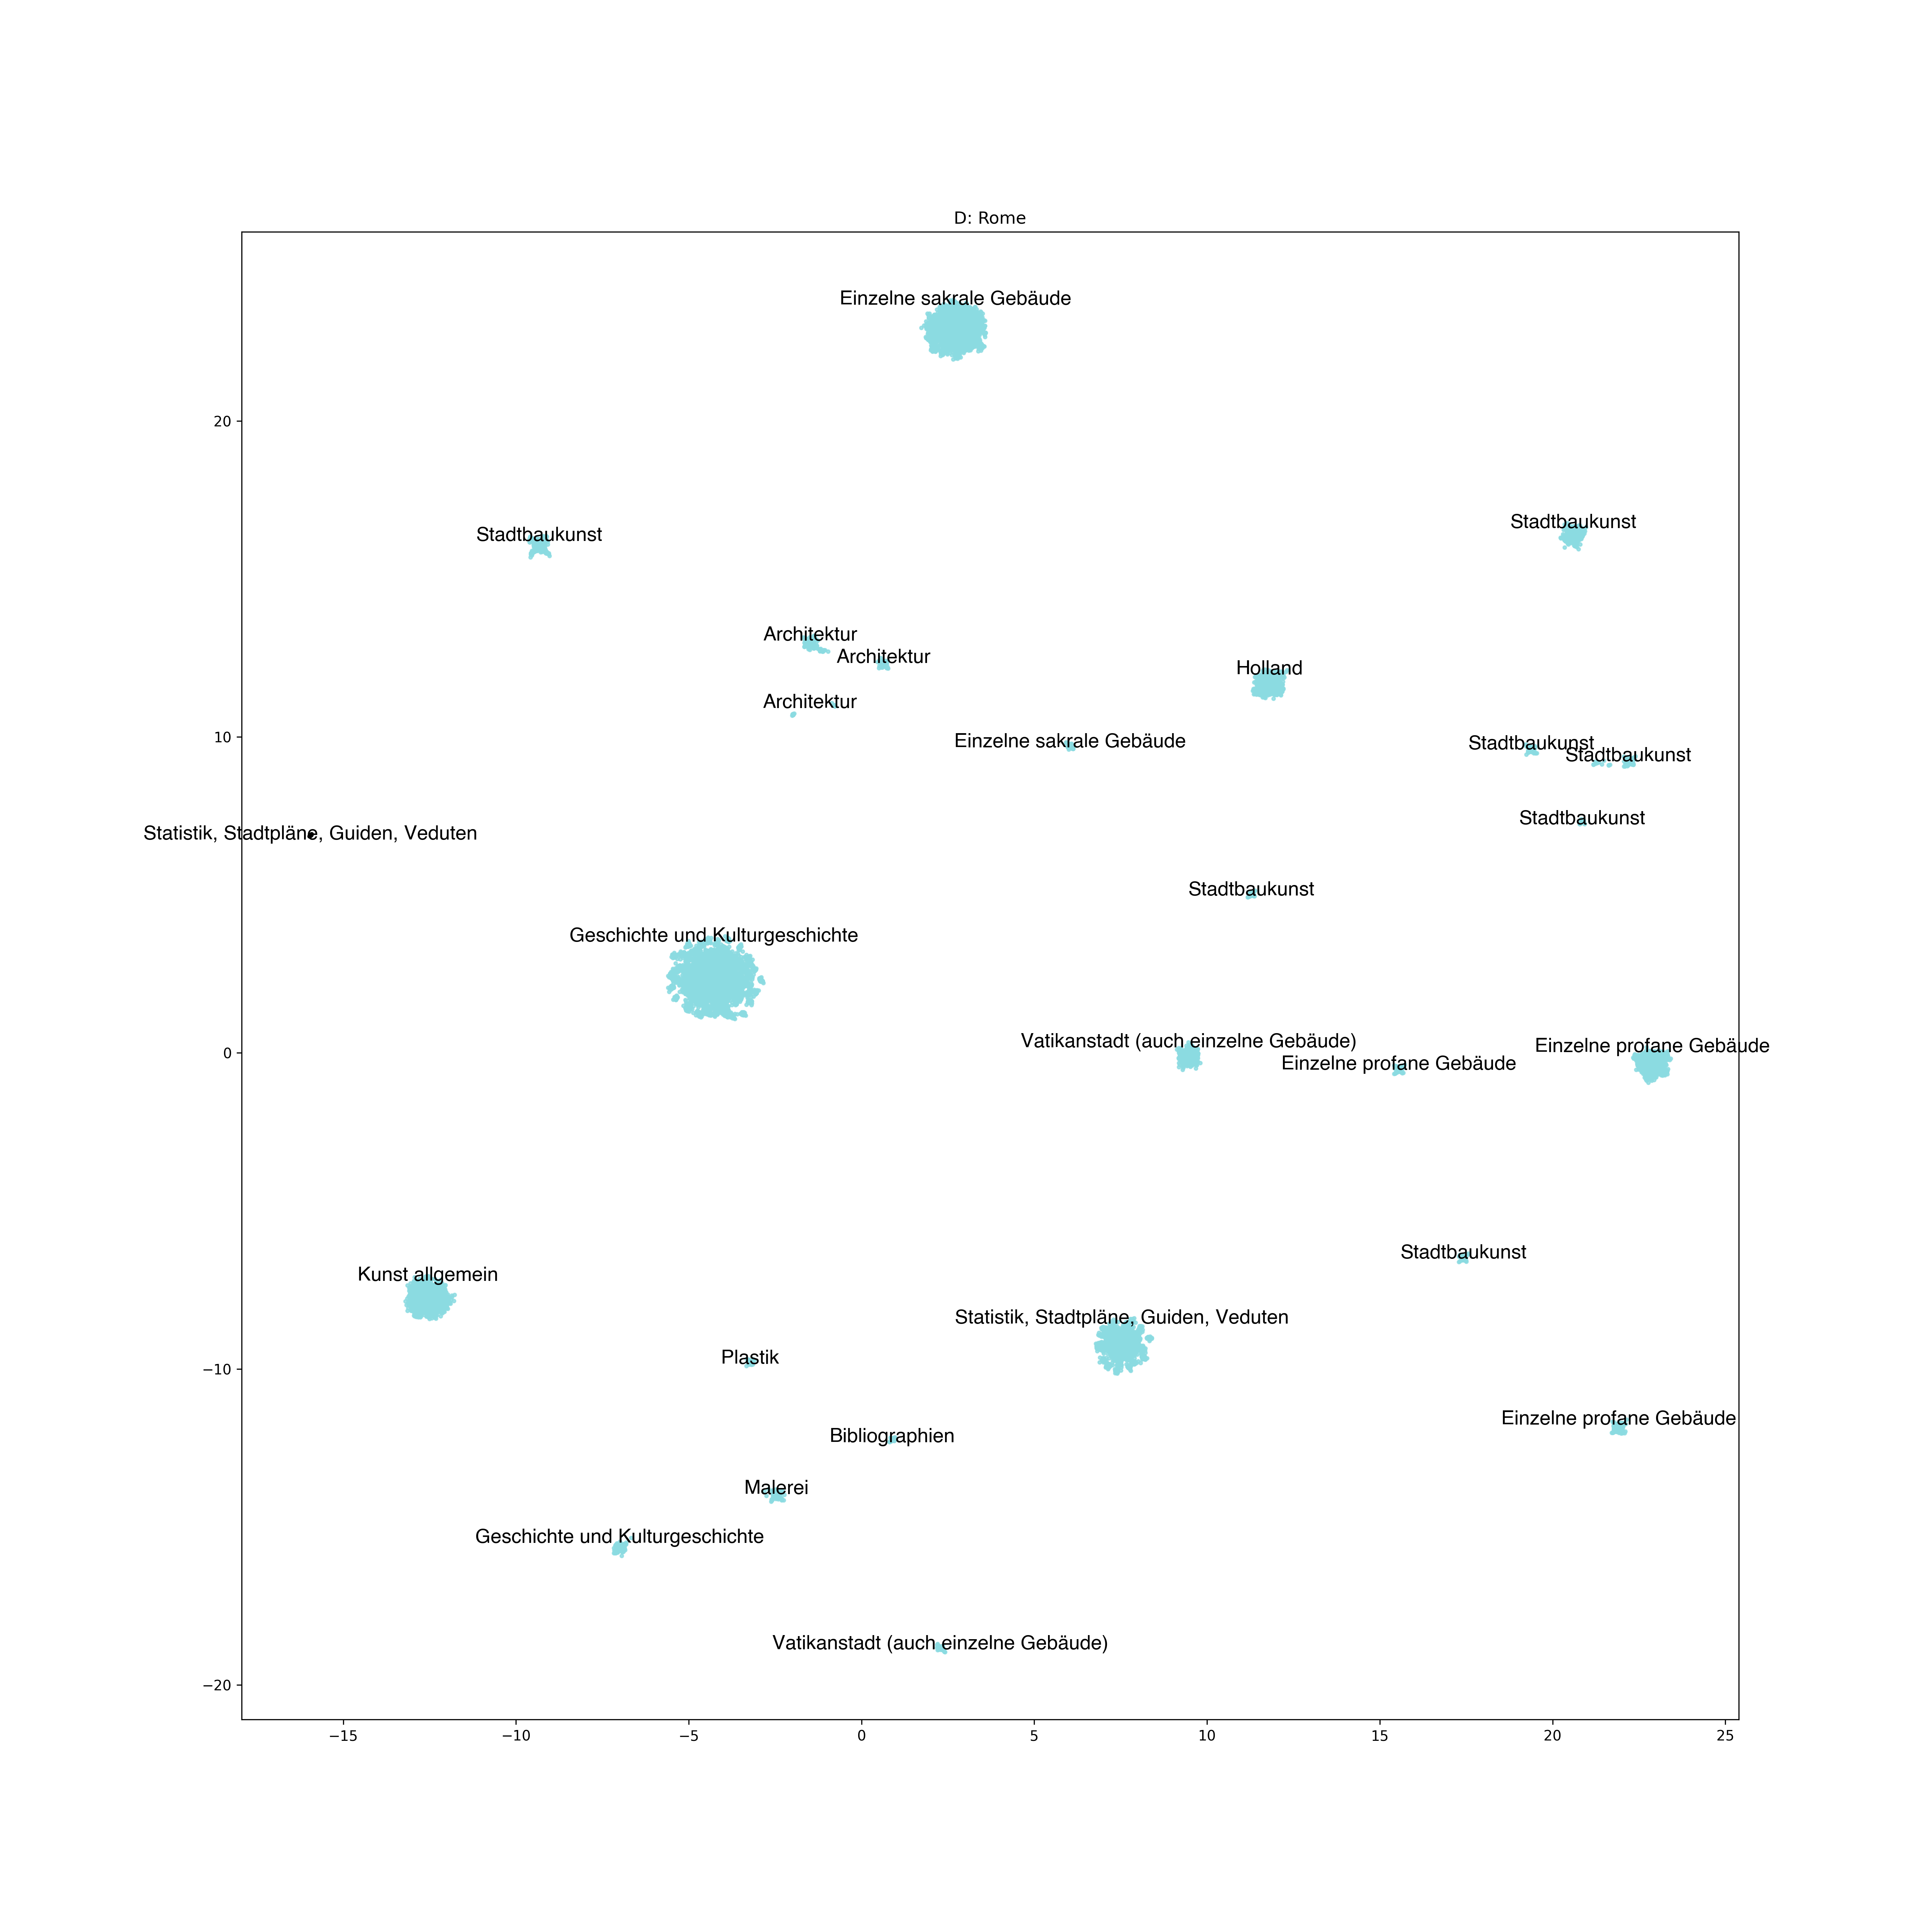 D: Rome
Einzelne sakrale Gebäude
20
Stadtbaukunst
Stadtbaukunst
Architektur
Architektur
Holland
Architektur
10
Einzelne sakrale Gebäude
Stadtbaukunst
Stadtbaukunst
Stadtbaukunst
Statistik, Stadtpläne, Guiden, Veduten
Stadtbaukunst
Geschichte und Kulturgeschichte
Vatikanstadt (auch einzelne Gebäude)
Einzelne profane Gebäude
0
Einzelne profane Gebäude
Stadtbaukunst
Kunst allgemein
Statistik, Stadtpläne, Guiden, Veduten
Plastik
−10
Einzelne profane Gebäude
Bibliographien
Malerei
Geschichte und Kulturgeschichte
Vatikanstadt (auch einzelne Gebäude)
−20
−15 −10 −5 0 5 10 15 20 25